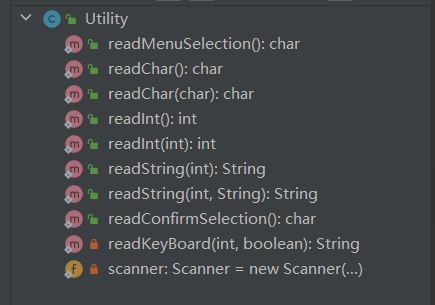 Utility
readMenuSelection(): char
readChar(): char
readChar(char): char
readInt(): int
readInt(int): int
readString(int): String
readString(int, String): String
readConfirmSelection(): char
readKeyBoard(int, boolean): String
scanner: Scanner = new Scanner(...)